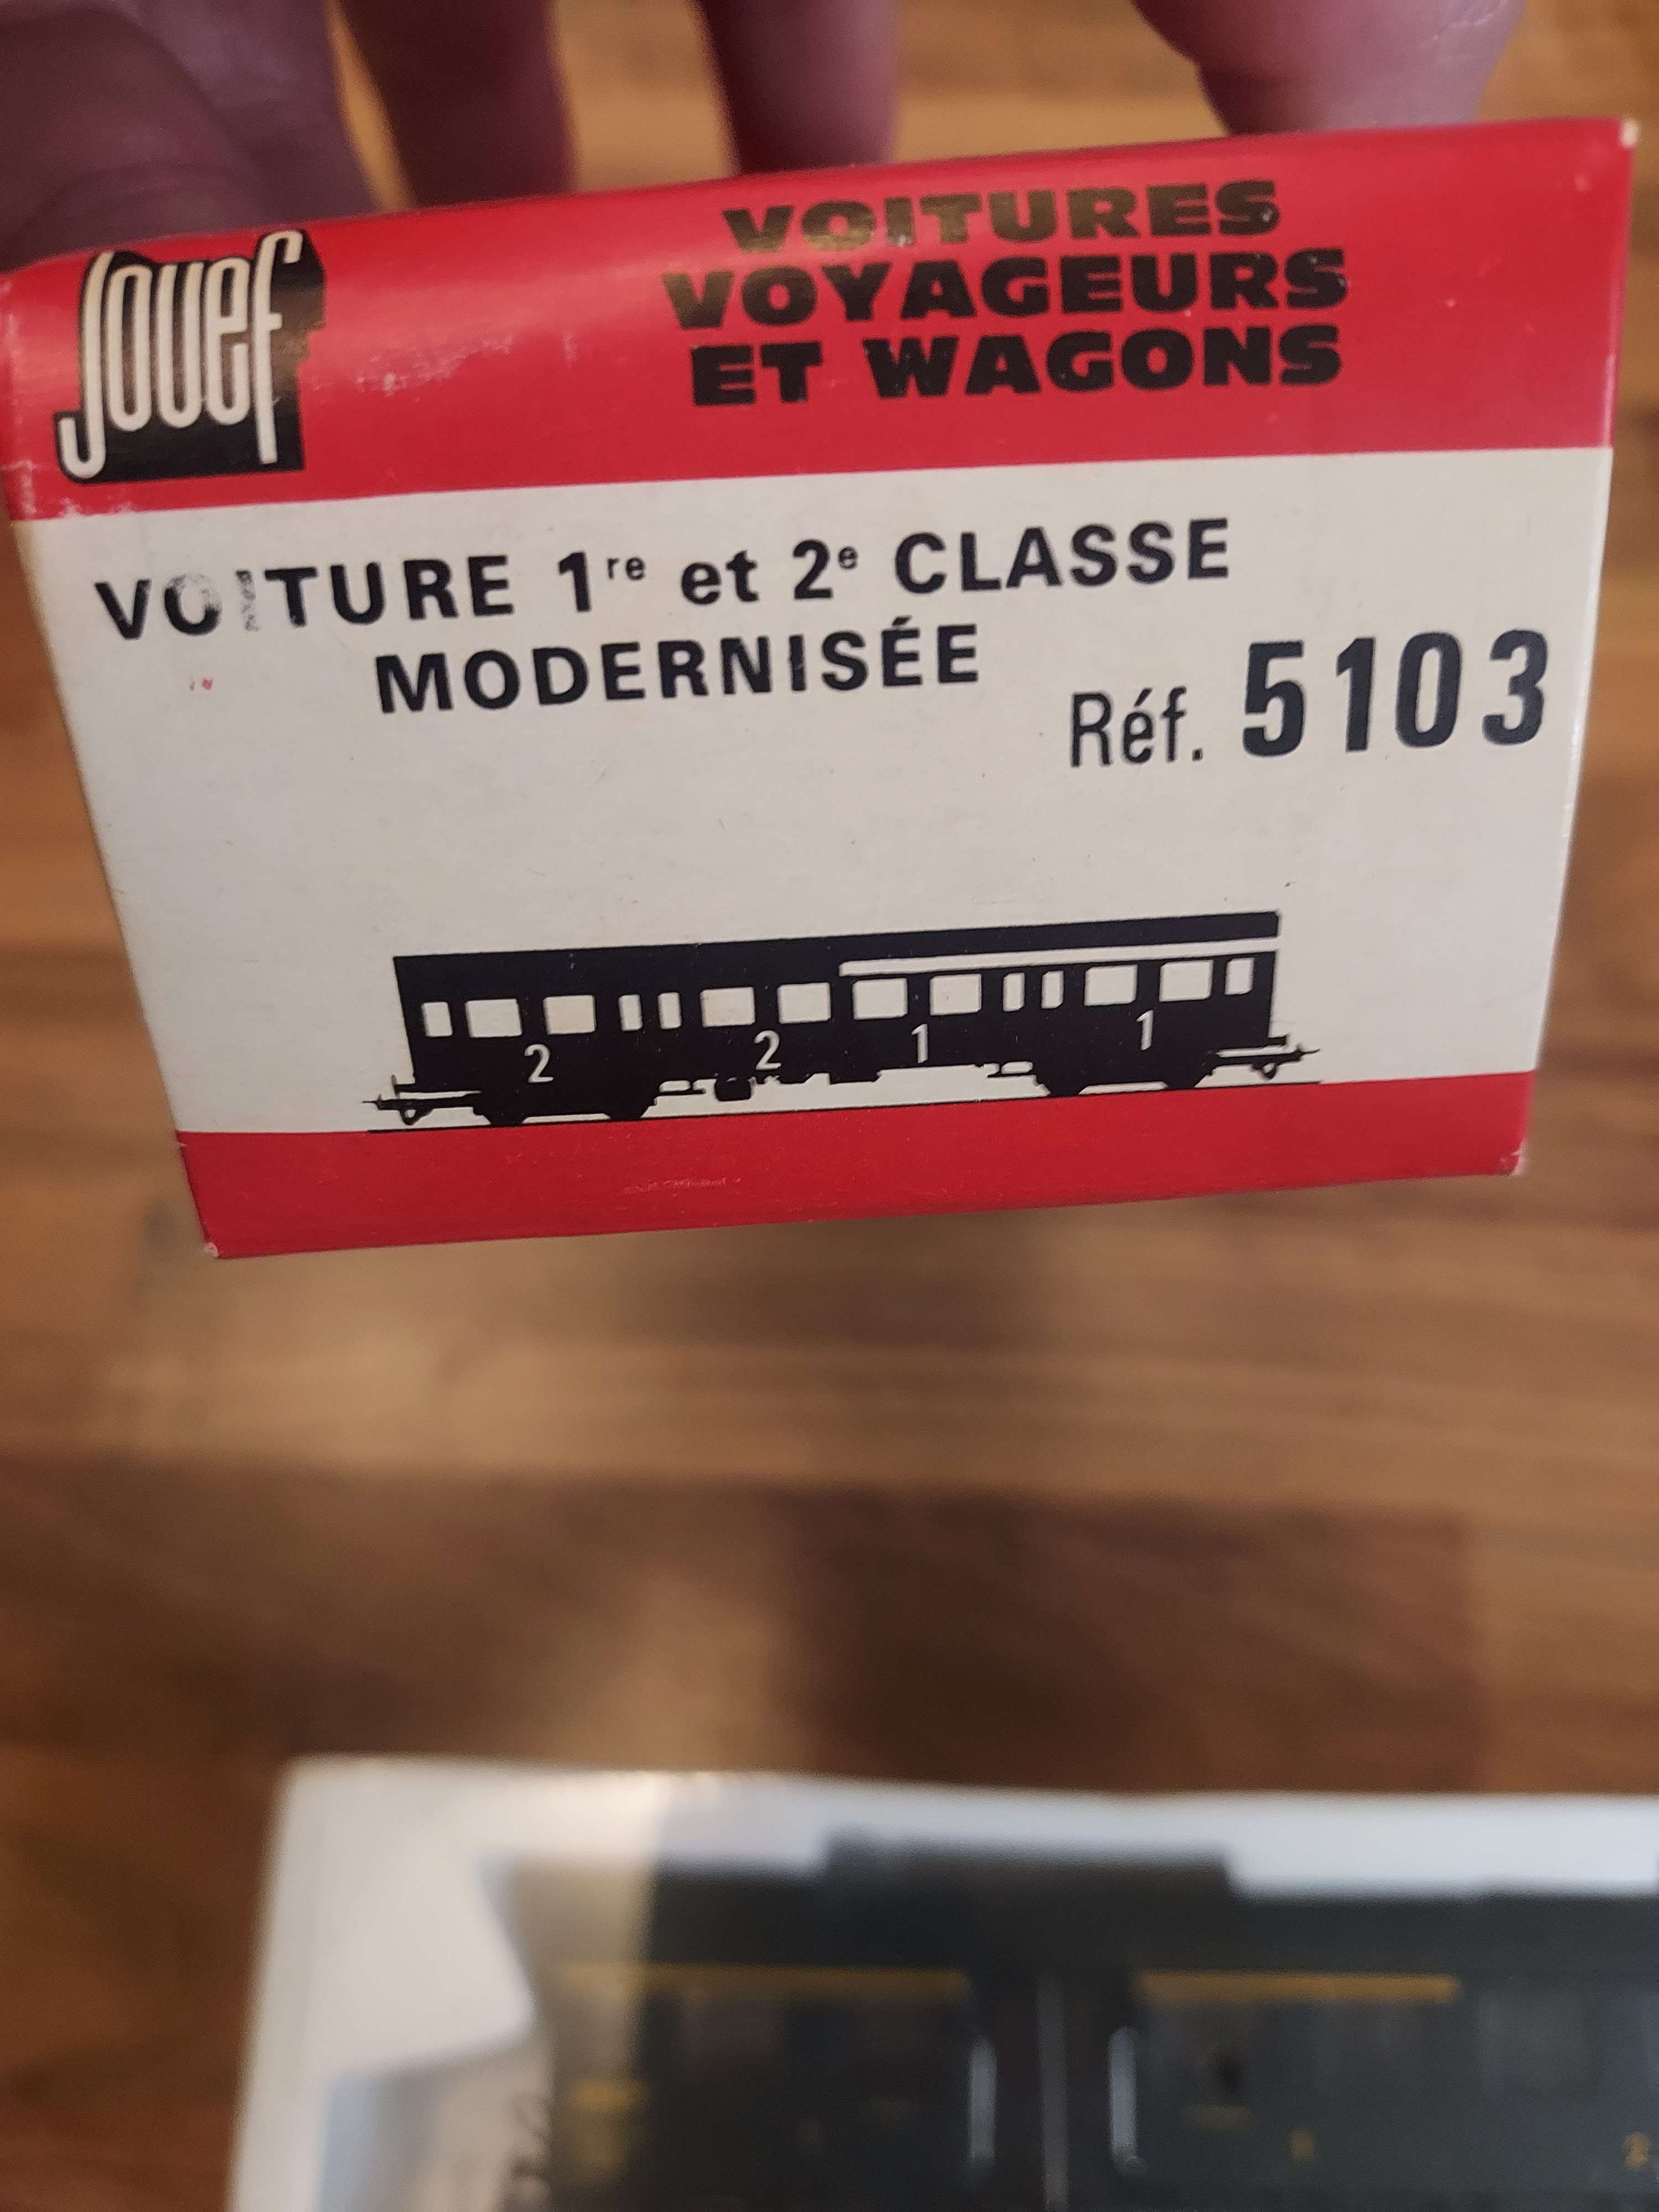 Jouef
VOITURES
VOYAGEURS
ET WAGONS
VOITURE 1re et 2e CLASSE
MODERNISÉE
Réf. 5103
2 2 1 1